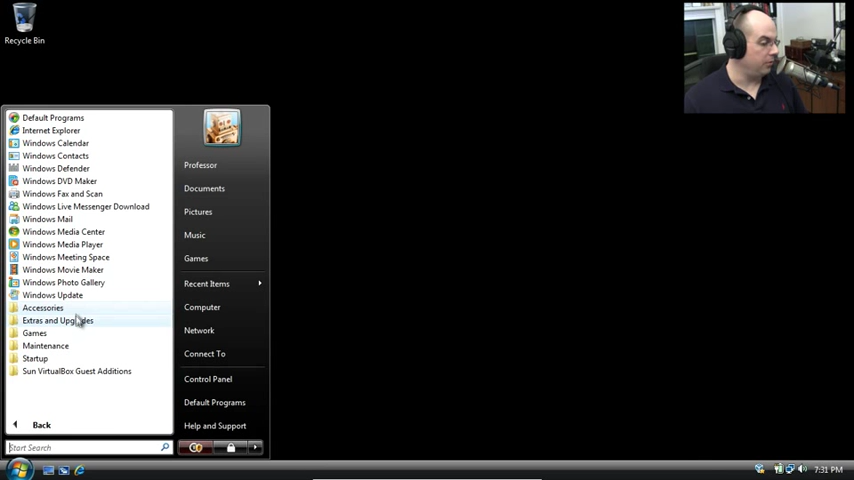 Recycle Bin
Default Programs
Internet Explorer
Windows Calendar
Windows Contacts
Windows Defender
Windows DVD Maker
Windows Fax and Scan
Windows Live Messenger Download
Windows Mail
Windows Media Center
Windows Media Player
Windows Meeting Space
Windows Movie Maker
Windows Photo Gallery
Windows Update
Accessories
Extras and Upgrades
Games
Maintenance
Startup
Sun VirtualBox Guest Additions
Back
Start Search
Professor
Documents
Pictures
Music
Games
Recent Items
Computer
Network
Connect To
Control Panel
Default Programs
Help and Support
7:31 PM